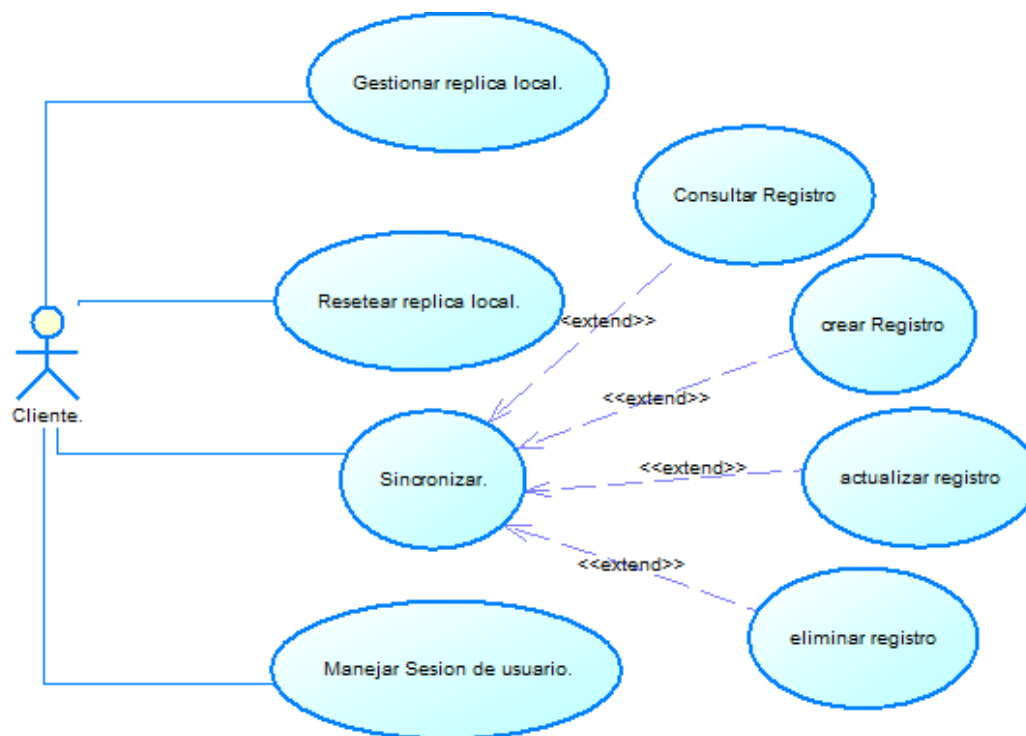 Gestionar replica local.
Consultar Registro
Resetear replica local.
<extend>>
crear Registro
<<extend>>
Cliente.
Sincronizar.
<<extend>>
actualizar registro
<<extend>>
eliminar registro
Manejar Sesion de usuario.